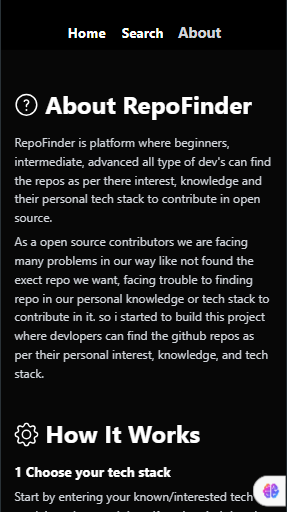 Home Search About
About RepoFinder
RepoFinder is platform where beginners,
intermediate, advanced all type of dev's can find
the repos as per there interest, knowledge and
their personal tech stack to contribute in open
source.
As a open source contributors we are facing
many problems in our way like not found the
exect repo we want, facing trouble to finding
repo in our personal knowledge or tech stack to
contribute in it. so i started to build this project
where devlopers can find the github repos as
per their personal interest, knowledge, and tech
stack.
How It Works
1 Choose your tech stack
Start by entering your known/interested tech